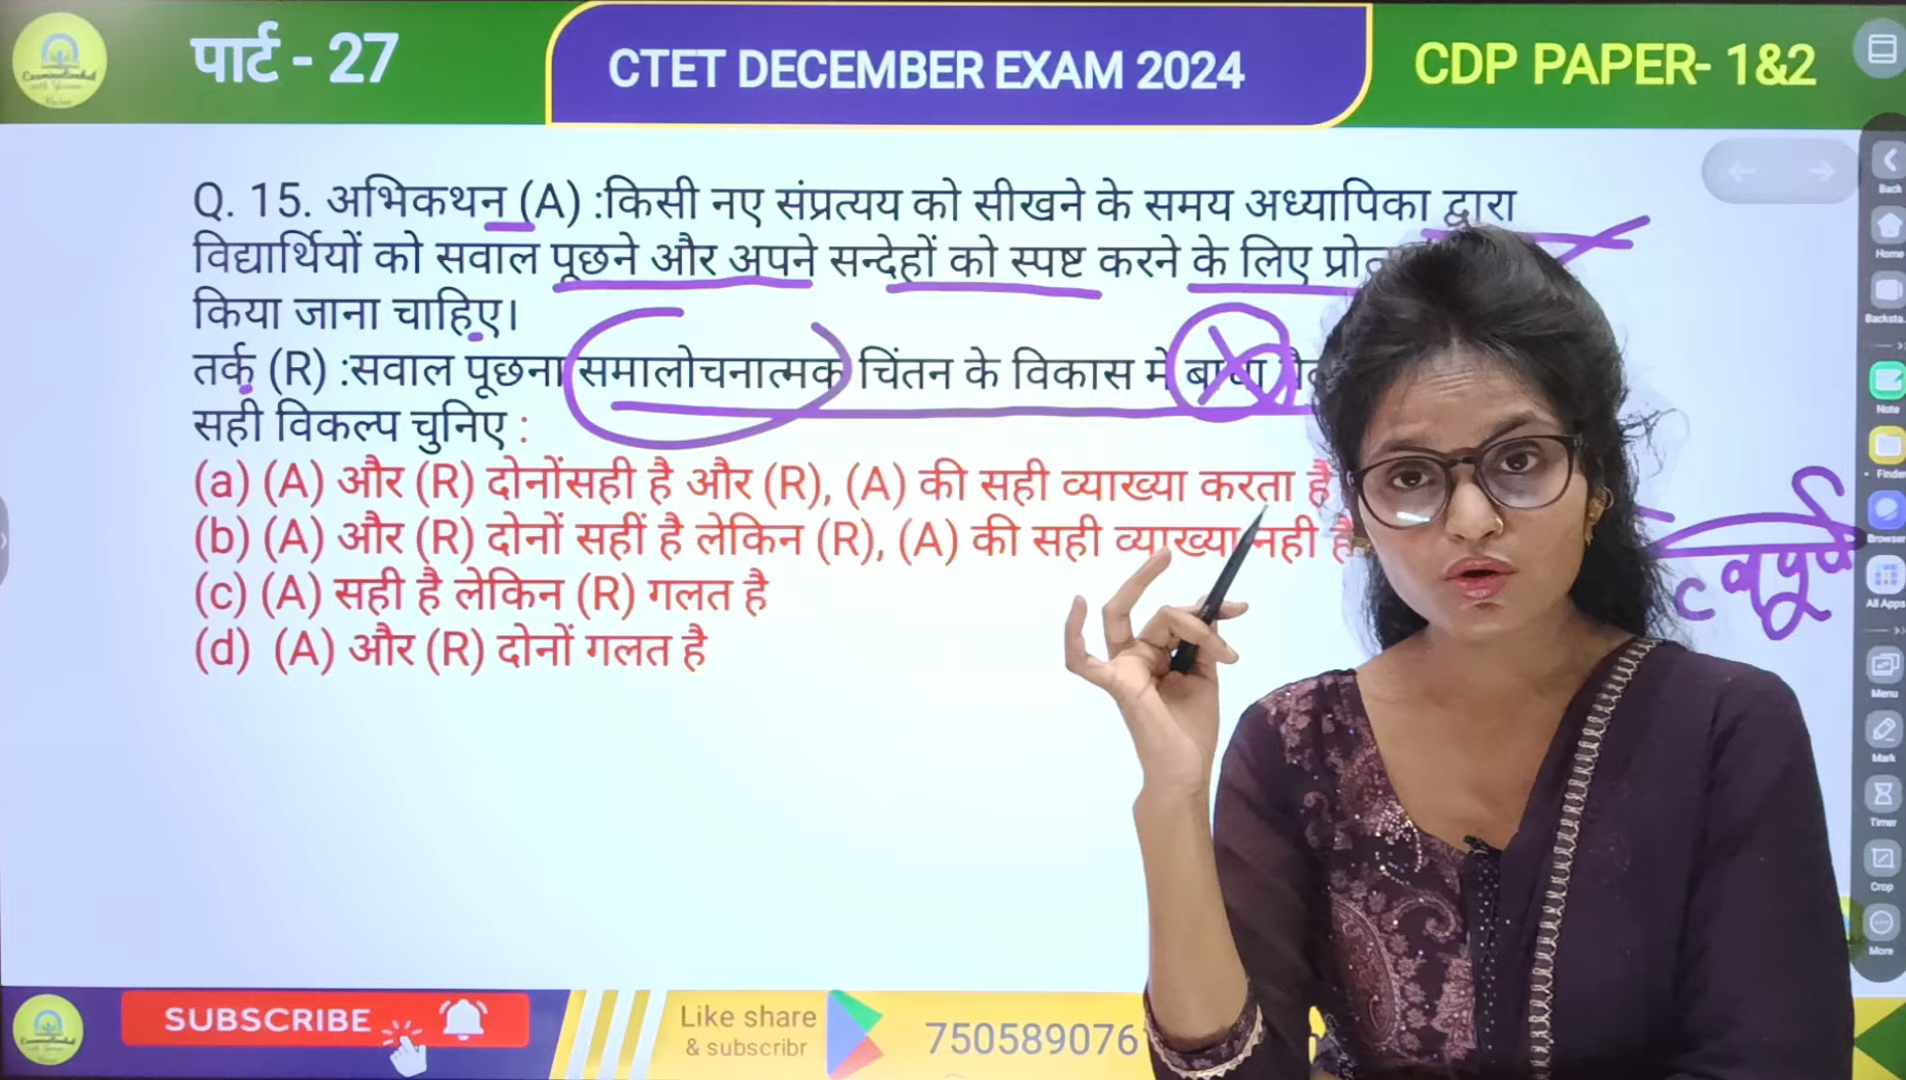 पार्ट - 27
CTET DECEMBER EXAM 2024
CDP PAPER- 1&2
Q. 15. अभिकथन (A) :किसी नए संप्रत्यय को सीखने के समय अध्यापिका द्वारा
विद्यार्थियों को सवाल पूछने और अपने सन्देहों को स्पष्ट करने के लिए
किया जाना चाहिए।
तर्क (R) :सवाल पूछना समालोचनात्मक चिंतन के विकास मे बाधा
सही विकल्प चुनिए :
(a) (A) और (R) दोनोंसही है और (R), (A) की सही व्याख्या करता है
(b) (A) और (R) दोनों सहीं है लेकिन (R), (A) की सही व्याख्या नही है
(c) (A) सही है लेकिन (R) गलत है
(d) (A) और (R) दोनों गलत है
Back
Home
Note
Finder
Browser
All Apps
Menu
Mark
Timer
Crop
More
SUBSCRIBE
Like share
& subscribr
750589076